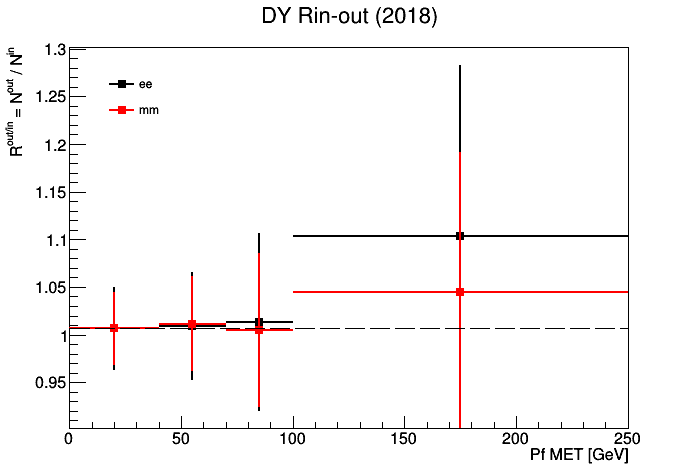 DY Rin-out (2018)
R^out/in = N^out / N^in
1.3
1.25
1.2
1.15
1.1
1.05
1
0.95
ee
mm
0 50 100 150 200 250
Pf MET [GeV]